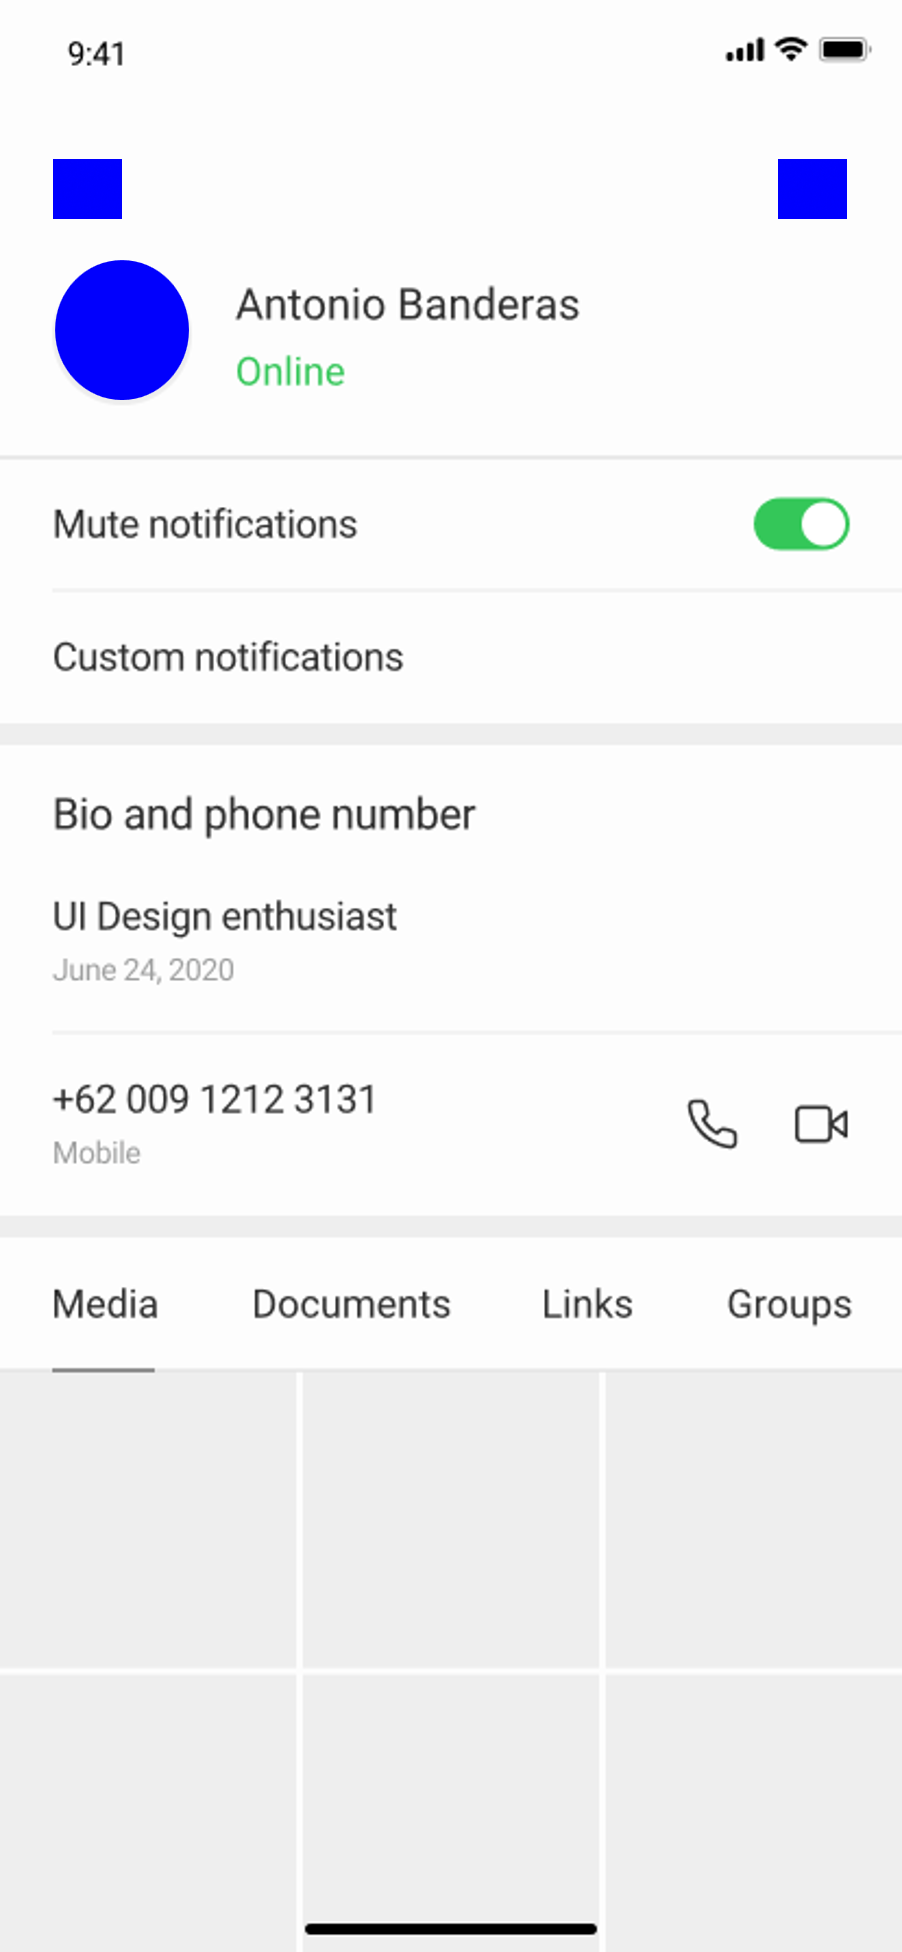 9:41
Antonio Banderas
Online
Mute notifications
Custom notifications
Bio and phone number
UI Design enthusiast
June 24, 2020
+62 009 1212 3131
Mobile
Media Documents Links Groups